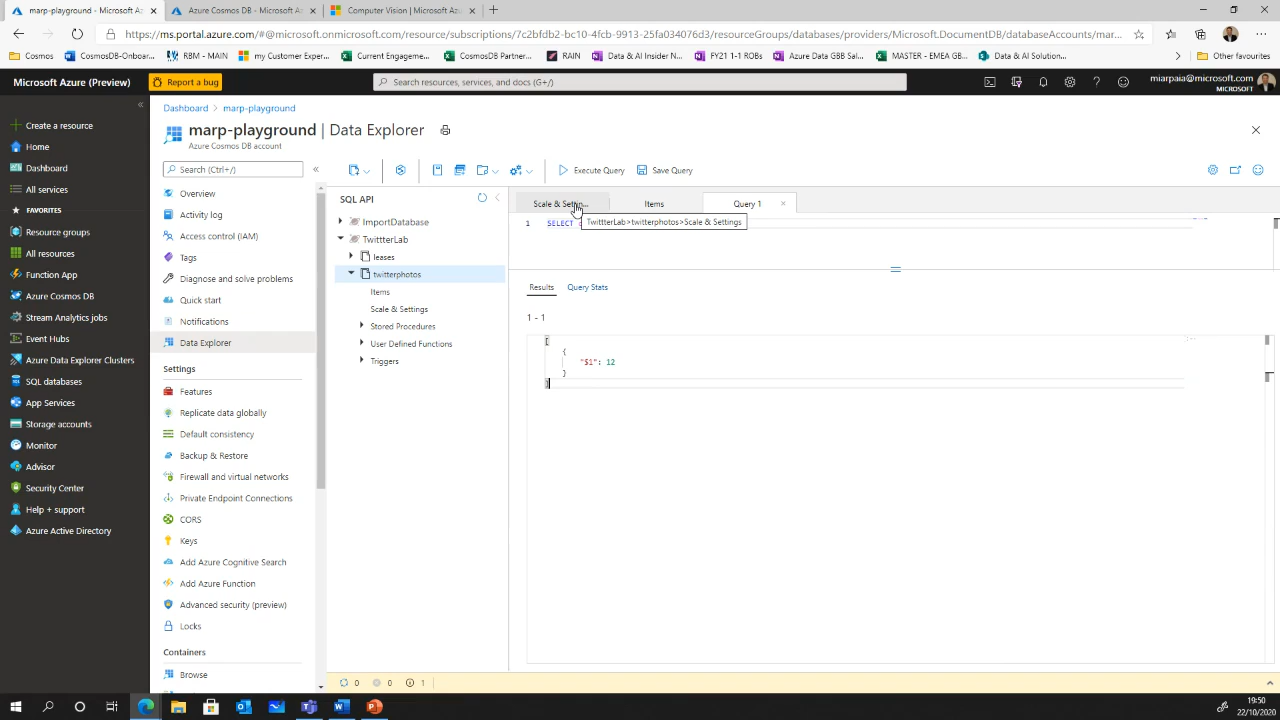 marp-playground - Microsoft Az
Azure Cosmos DB - Microsoft Azu
Computer Vision | Microsoft Azu
https://ms.portal.azure.com/#@microsoft.onmicrosoft.com/resource/subscriptions/7c2bfdb2-bc10-4fcb-9913-25fa034076d3/resourceGroups/databases/providers/Microsoft.DocumentDB/databaseAccounts/mar...
Cosmos
CosmosDB-Onboar...
RBM - MAIN
my Customer Exper...
Current Engageme...
CosmosDB Partner...
RAIN
Data & AI Insider N...
FY21 1-1 ROBs
Azure Data GBB Sal...
MASTER - EMEA GB...
Data & AI Solution...
Other favourites
Microsoft Azure (Preview)
Report a bug
Search resources, services, and docs (G+/)
miarpaia@microsoft.com
MICROSOFT
Create a resource
Home
Dashboard
All services
FAVORITES
Resource groups
All resources
Function App
Azure Cosmos DB
Stream Analytics jobs
Event Hubs
Azure Data Explorer Clusters
SQL databases
App Services
Storage accounts
Monitor
Advisor
Security Center
Help + support
Azure Active Directory
Dashboard > marp-playground
marp-playground | Data Explorer
Azure Cosmos DB account
Search (Ctrl+/)
Overview
Activity log
Access control (IAM)
Tags
Diagnose and solve problems
Quick start
Notifications
Data Explorer
Settings
Features
Replicate data globally
Default consistency
Backup & Restore
Firewall and virtual networks
Private Endpoint Connections
CORS
Keys
Add Azure Cognitive Search
Add Azure Function
Advanced security (preview)
Locks
Containers
Browse
Execute Query
Save Query
SQL API
ImportDatabase
TwittterLab
leases
twitterphotos
Items
Scale & Settings
Stored Procedures
User Defined Functions
Triggers
Items
Query 1
1 SELECT
TwittterLab>twitterphotos>Scale & Settings
Results
Query Stats
1 - 1
[
{
"$1": 12
}
]
0
0
1
19:50
22/10/2020